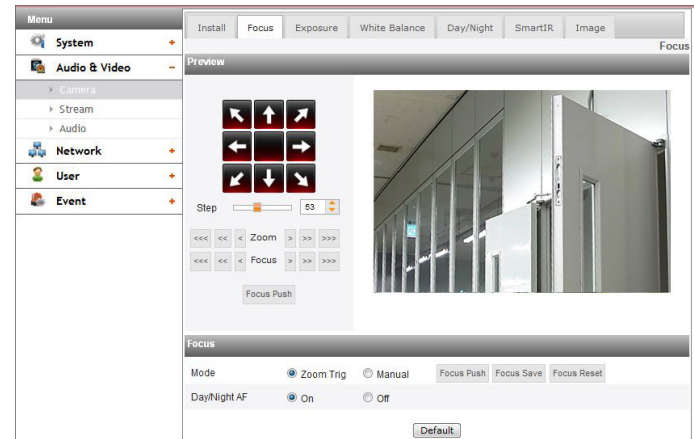 Menu
System +
Audio & Video -
Camera
Stream
Audio
Network +
User +
Event +
Install Focus Exposure White Balance Day/Night SmartIR Image
Focus
Preview
Step 53
<<< << < Zoom > >> >>>
<<< << < Focus > >> >>>
Focus Push
Focus
Mode Zoom Trig Manual Focus Push Focus Save Focus Reset
Day/Night AF On Off
Default